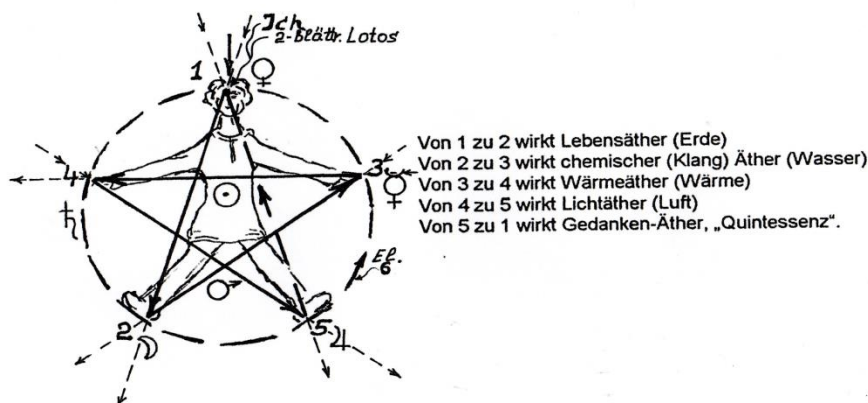 Ich
2-Blättr. Lotos
1
♀
4
3
♀
♄
☉
♂
El.
6
2
☽
5
♃
Von 1 zu 2 wirkt Lebensäther (Erde)
Von 2 zu 3 wirkt chemischer (Klang) Äther (Wasser)
Von 3 zu 4 wirkt Wärmeäther (Wärme)
Von 4 zu 5 wirkt Lichtäther (Luft)
Von 5 zu 1 wirkt Gedanken-Äther, „Quintessenz“.